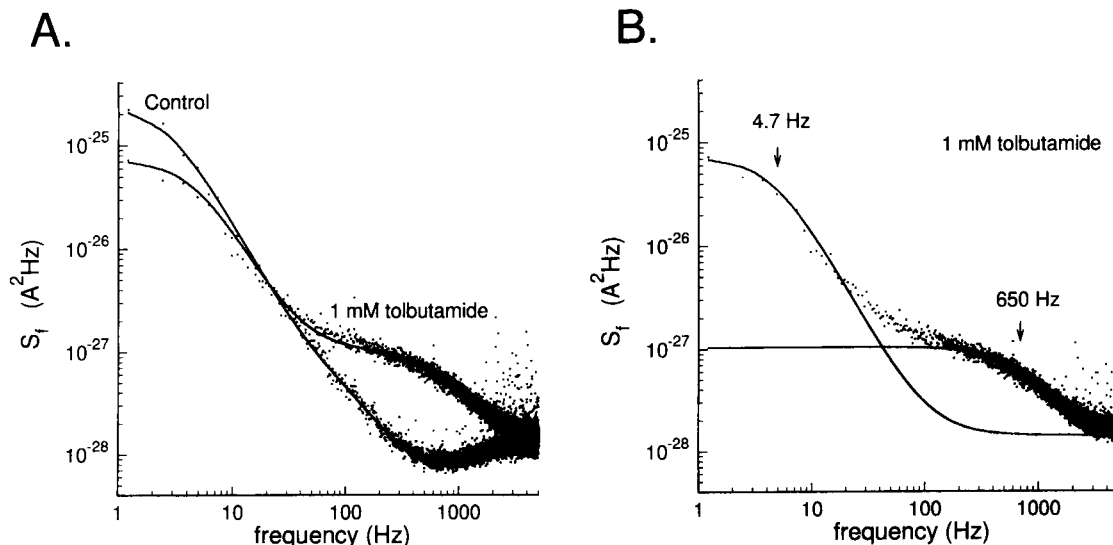 A.
Control
1 mM tolbutamide
10⁻²⁵
10⁻²⁶
10⁻²⁷
10⁻²⁸
S_f (A²Hz)
1 10 100 1000
frequency (Hz)
B.
4.7 Hz
1 mM tolbutamide
650 Hz
10⁻²⁵
10⁻²⁶
10⁻²⁷
10⁻²⁸
S_f (A²Hz)
1 10 100 1000
frequency (Hz)